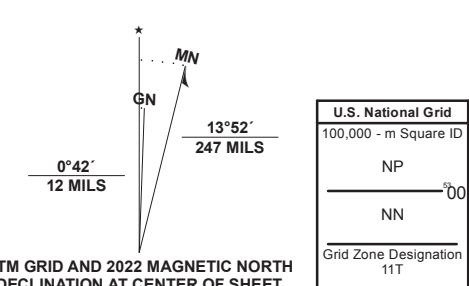 ★
MN
GN
13°52´
247 MILS
0°42´
12 MILS
TM GRID AND 2022 MAGNETIC NORTH
DECLINATION AT CENTER OF SHEET
U.S. National Grid
100,000 - m Square ID
NP
5300
NN
Grid Zone Designation
11T